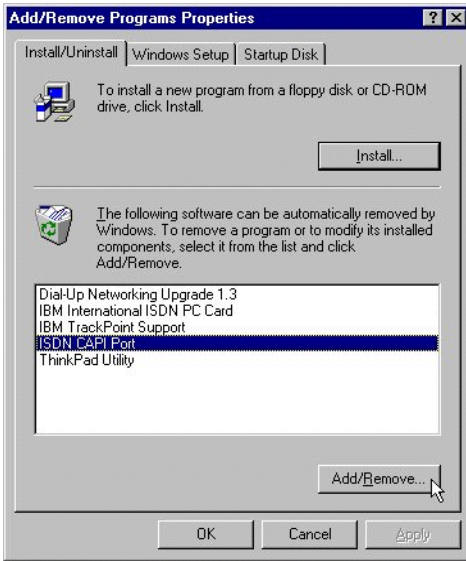 Add/Remove Programs Properties
Install/Uninstall
Windows Setup
Startup Disk
To install a new program from a floppy disk or CD-ROM
drive, click Install.
Install...
The following software can be automatically removed by
Windows. To remove a program or to modify its installed
components, select it from the list and click
Add/Remove.
Dial-Up Networking Upgrade 1.3
IBM International ISDN PC Card
IBM TrackPoint Support
ISDN CAPI Port
ThinkPad Utility
Add/Remove...
OK
Cancel
Apply